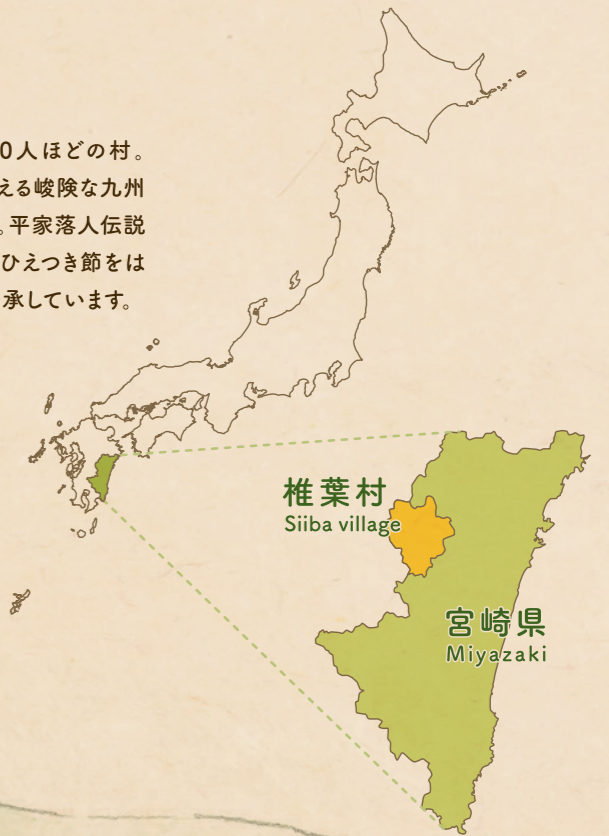 0人ほどの村。
える峻険な九州
。平家落人伝説
ひえつき節をは
承しています。
椎葉村
Siiba village
宮崎県
Miyazaki